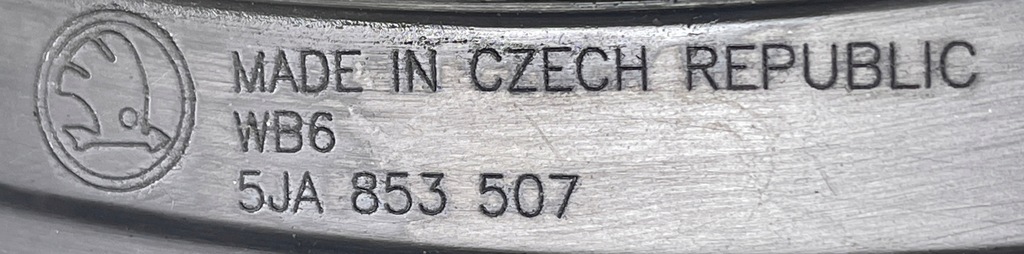 MADE IN CZECH REPUBLIC
WB6
5JA 853 507